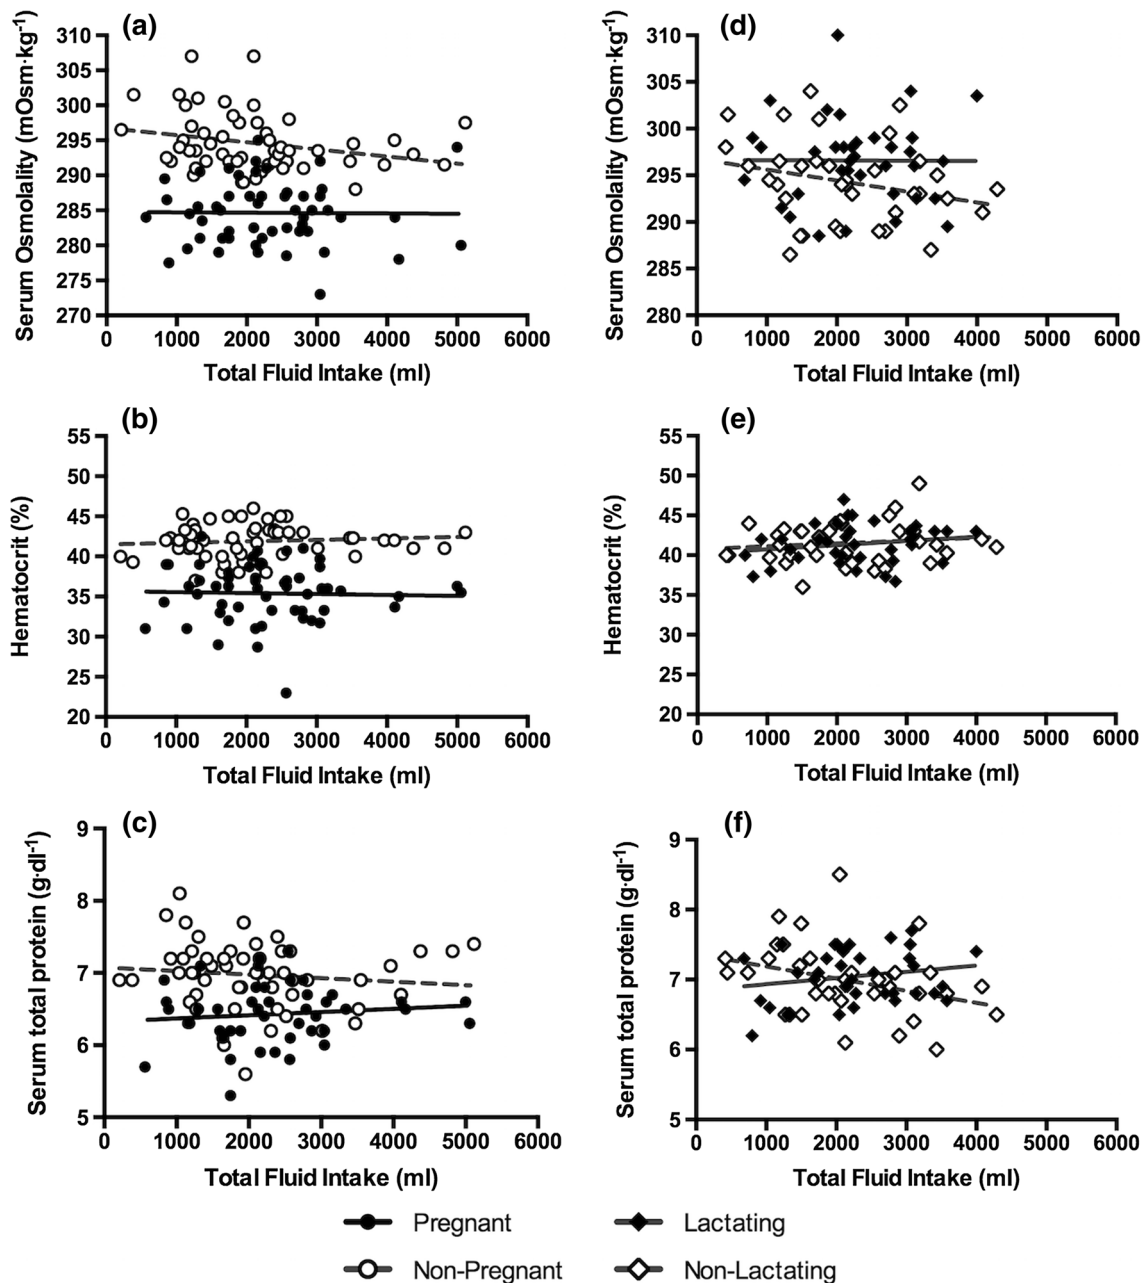 (a)
Serum Osmolality (mOsm·kg-1)
310
305
300
295
290
285
280
275
270
0 1000 2000 3000 4000 5000 6000
Total Fluid Intake (ml)
(d)
Serum Osmolality (mOsm·kg-1)
310
305
300
295
290
285
280
0 1000 2000 3000 4000 5000 6000
Total Fluid Intake (ml)
(b)
Hematocrit (%)
55
50
45
40
35
30
25
20
0 1000 2000 3000 4000 5000 6000
Total Fluid Intake (ml)
(e)
Hematocrit (%)
55
50
45
40
35
30
25
20
0 1000 2000 3000 4000 5000 6000
Total Fluid Intake (ml)
(c)
Serum total protein (g·dl-1)
9
8
7
6
5
0 1000 2000 3000 4000 5000 6000
Total Fluid Intake (ml)
(f)
Serum total protein (g·dl-1)
9
8
7
6
5
0 1000 2000 3000 4000 5000 6000
Total Fluid Intake (ml)
Pregnant
Lactating
Non-Pregnant
Non-Lactating